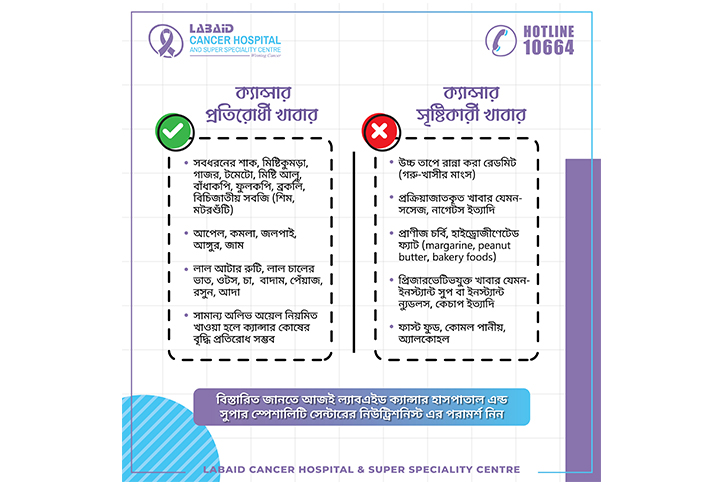 LABAID
CANCER HOSPITAL
AND SUPER SPECIALITY CENTRE
Winning Cancer
HOTLINE
10664
ক্যান্সার
প্রতিরোধী খাবার
• সবধরনের শাক, মিষ্টিকুমড়া,
গাজর, টমেটো, মিষ্টি আলু,
বাঁধাকপি, ফুলকপি, ব্রকলি,
বিচিজাতীয় সবজি (শিম,
মটরশুঁটি)
• আপেল, কমলা, জলপাই,
আঙ্গুর, জাম
• লাল আটার রুটি, লাল চালের
ভাত, ওটস, চা, বাদাম, পেঁয়াজ,
রসুন, আদা
• সামান্য অলিভ অয়েল নিয়মিত
খাওয়া হলে ক্যান্সার কোষের
বৃদ্ধি প্রতিরোধ সম্ভব
ক্যান্সার
সৃষ্টিকারী খাবার
• উচ্চ তাপে রান্না করা রেডমিট
(গরু-খাসীর মাংস)
• প্রক্রিয়াজাতকৃত খাবার যেমন-
সসেজ, নাগেটস ইত্যাদি
• প্রাণীজ চর্বি, হাইড্রোজীণেটেড
ফ্যাট (margarine, peanut
butter, bakery foods)
• প্রিজারভেটিভযুক্ত খাবার যেমন-
ইনস্ট্যান্ট সুপ বা ইনস্ট্যান্ট
ন্যুডলস, কেচাপ ইত্যাদি
• ফাস্ট ফুড, কোমল পানীয়,
অ্যালকোহল
বিস্তারিত জানতে আজই ল্যাবএইড ক্যান্সার হাসপাতাল এন্ড
সুপার স্পেশালিটি সেন্টারের নিউট্রিশনিস্ট এর পরামর্শ নিন
LABAID CANCER HOSPITAL & SUPER SPECIALITY CENTRE